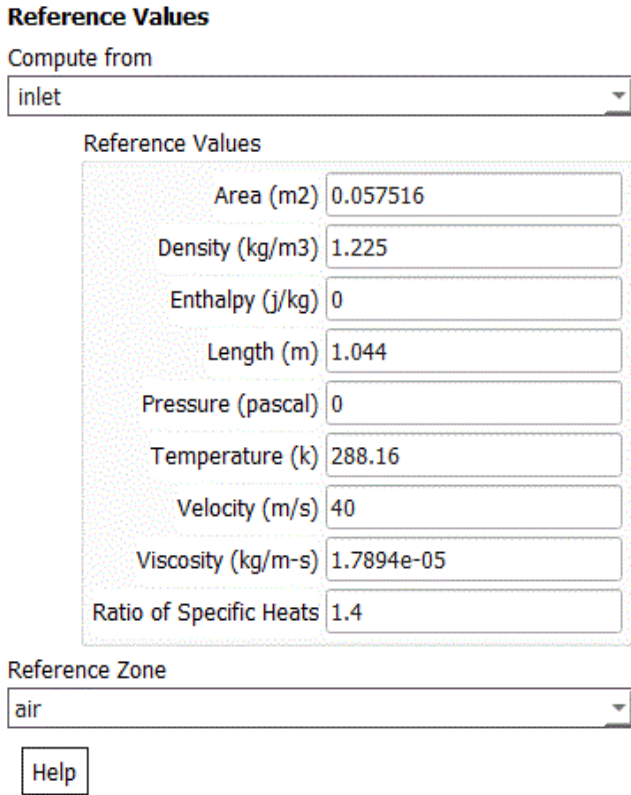 Reference Values
Compute from
inlet
Reference Values
Area (m2) 0.057516
Density (kg/m3) 1.225
Enthalpy (j/kg) 0
Length (m) 1.044
Pressure (pascal) 0
Temperature (k) 288.16
Velocity (m/s) 40
Viscosity (kg/m-s) 1.7894e-05
Ratio of Specific Heats 1.4
Reference Zone
air
Help